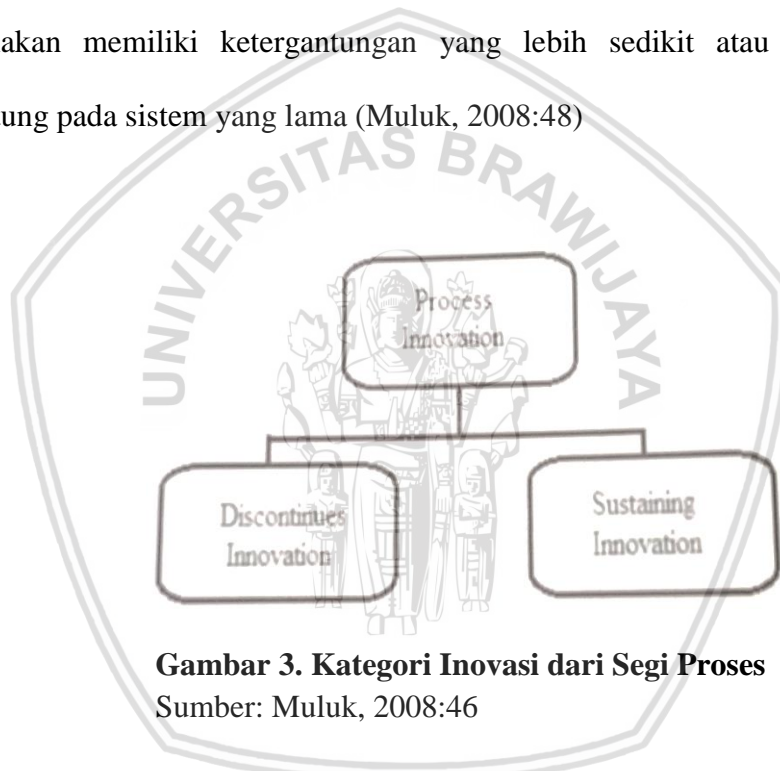 akan memiliki ketergantungan yang lebih sedikit atau
tung pada sistem yang lama (Muluk, 2008:48)
UNIVERSITAS BRAWIJAYA
Process
Innovation
Discontinues
Innovation
Sustaining
Innovation
Gambar 3. Kategori Inovasi dari Segi Proses
Sumber: Muluk, 2008:46